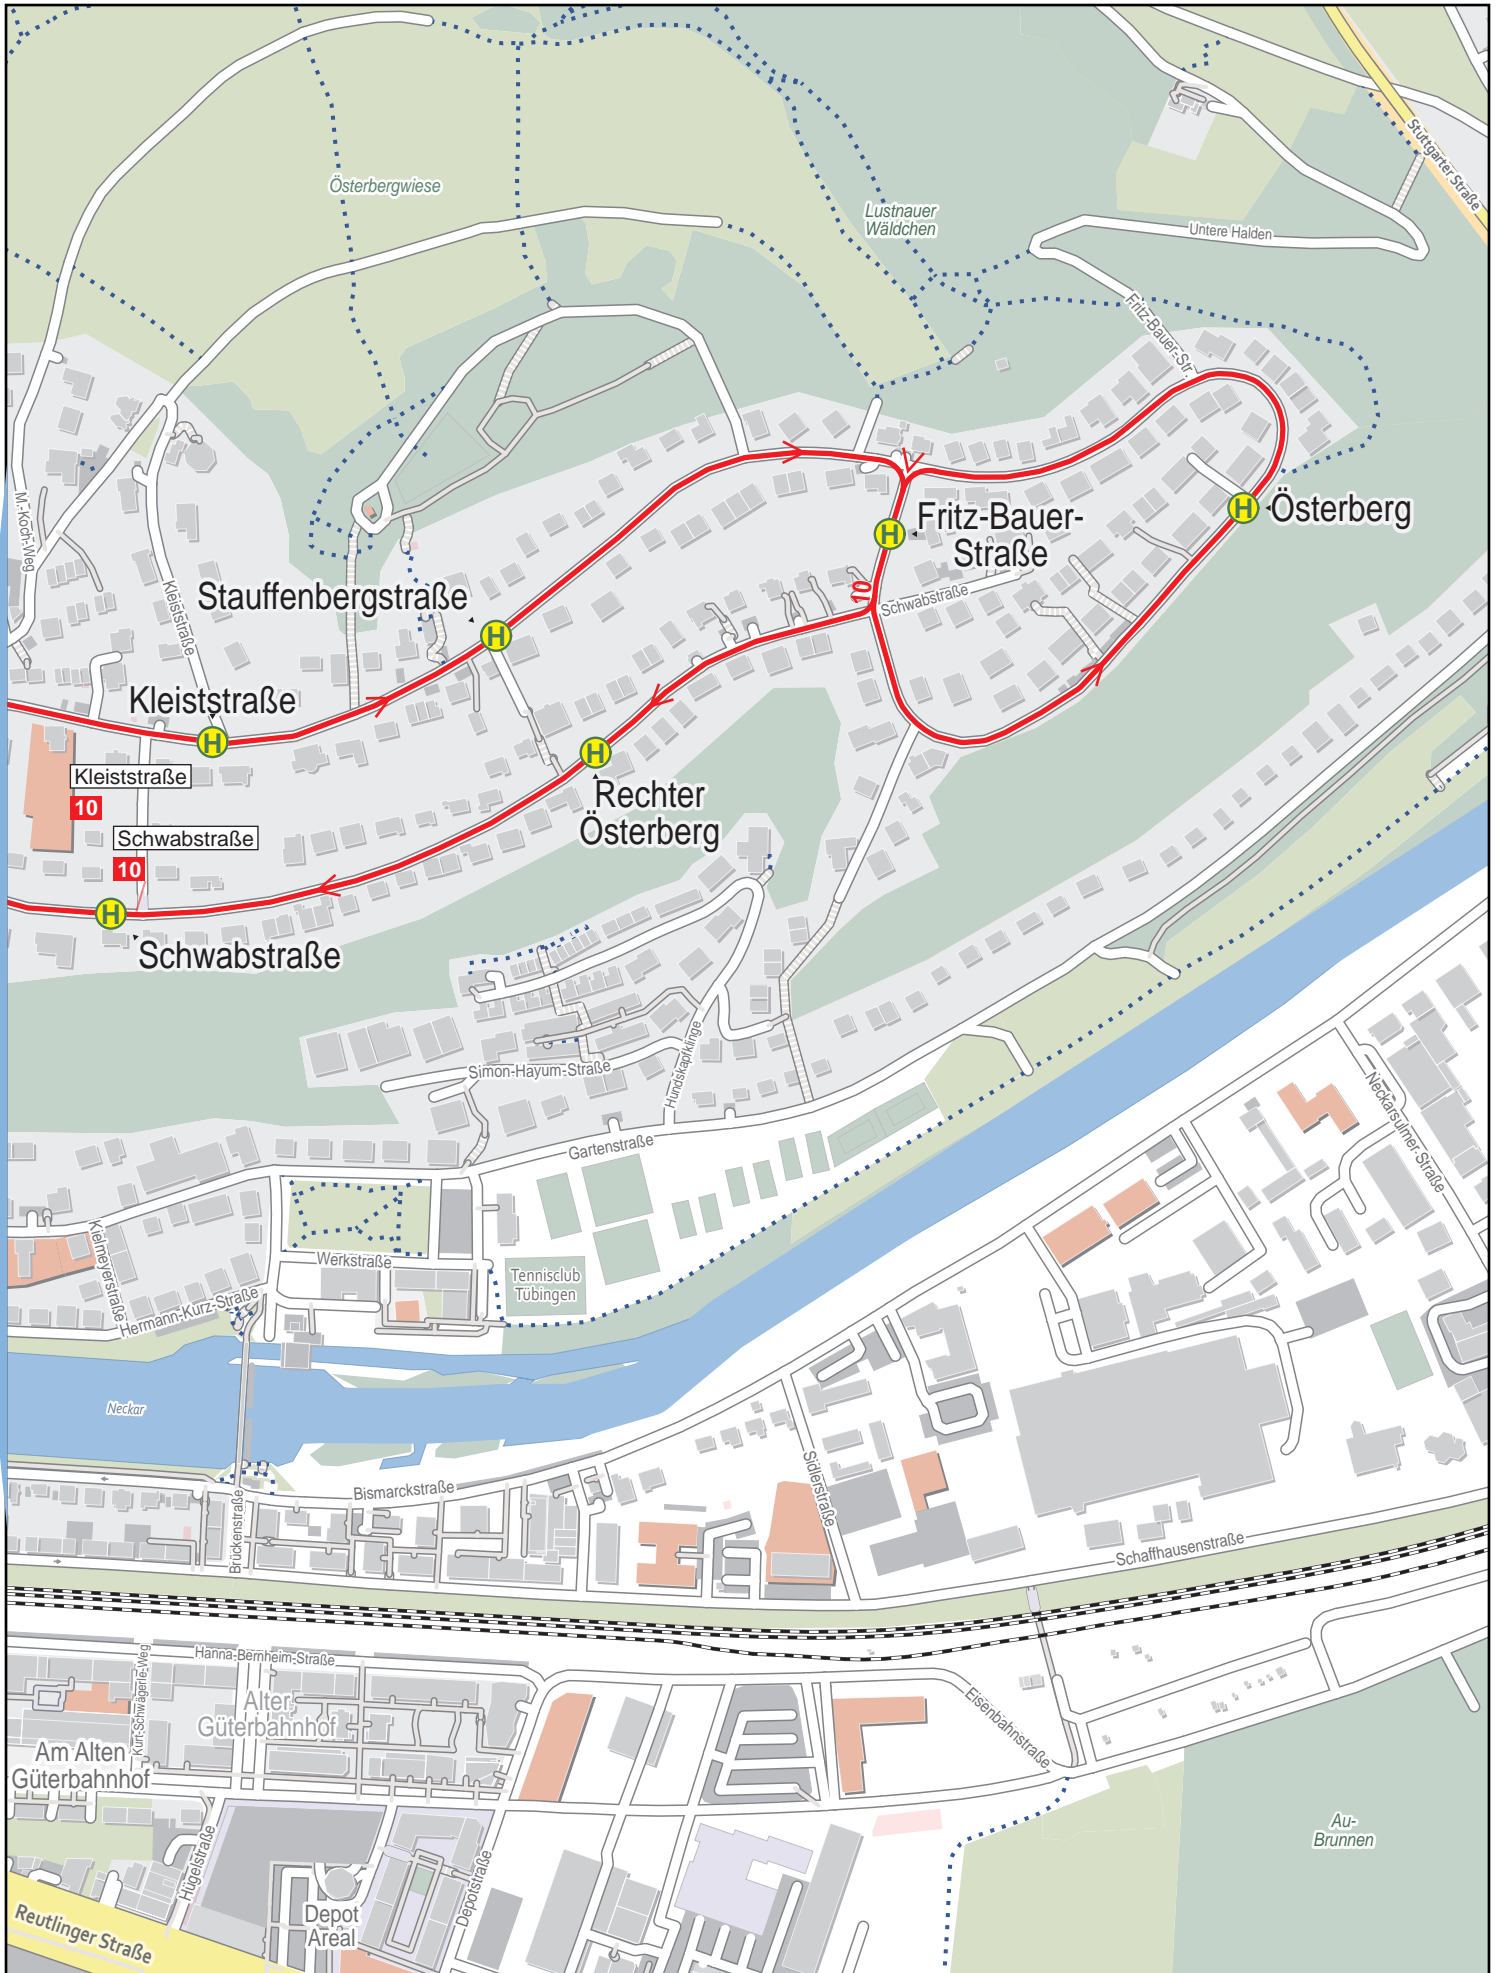 Österbergwiese
Lustnauer
Wäldchen
Stuttgarter Straße
Untere Halden
Fritz-Bauer-Str.
M.-Koch-Weg
Kleiststraße
Stauffenbergstraße
H
Fritz-Bauer-
Straße
H
Österberg
H
10
Schwabstraße
Kleiststraße
H
Kleiststraße
10
Schwabstraße
10
H
Schwabstraße
H
Rechter
Österberg
Simon-Hayum-Straße
Hundskapfklinge
Gartenstraße
Neckarsulmer-Straße
Kielmeyerstraße
Werkstraße
Hermann-Kurz-Straße
Tennisclub
Tübingen
Neckar
Bismarckstraße
Brückenstraße
Sidlerstraße
Schaffhausenstraße
Hanna-Bernheim-Straße
Kurt-Schwägerle-Weg
Alter
Güterbahnhof
Am Alten
Güterbahnhof
Eisenbahnstraße
Hügelstraße
Depotstraße
Depot
Areal
Reutlinger Straße
Au-
Brunnen